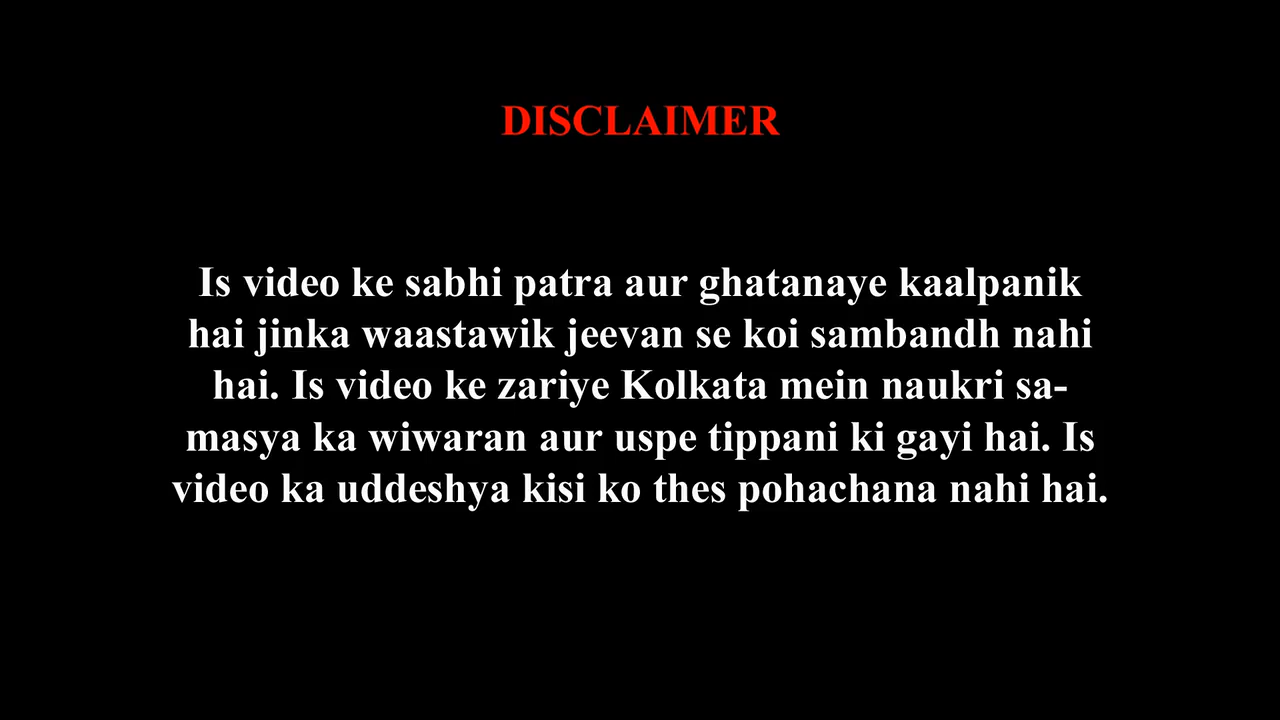 DISCLAIMER
Is video ke sabhi patra aur ghatanaye kaalpanik
hai jinka waastawik jeevan se koi sambandh nahi
hai. Is video ke zariye Kolkata mein naukri sa-
masya ka wiwaran aur uspe tippani ki gayi hai. Is
video ka uddeshya kisi ko thes pohachana nahi hai.